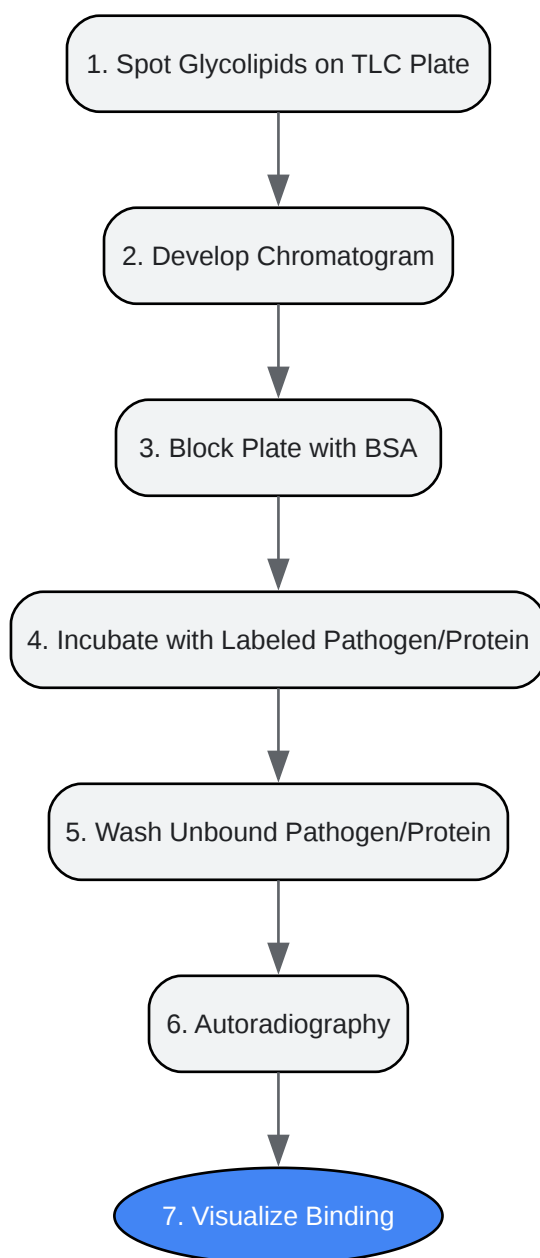 1. Spot Glycolipids on TLC Plate
2. Develop Chromatogram
3. Block Plate with BSA
4. Incubate with Labeled Pathogen/Protein
5. Wash Unbound Pathogen/Protein
6. Autoradiography
7. Visualize Binding